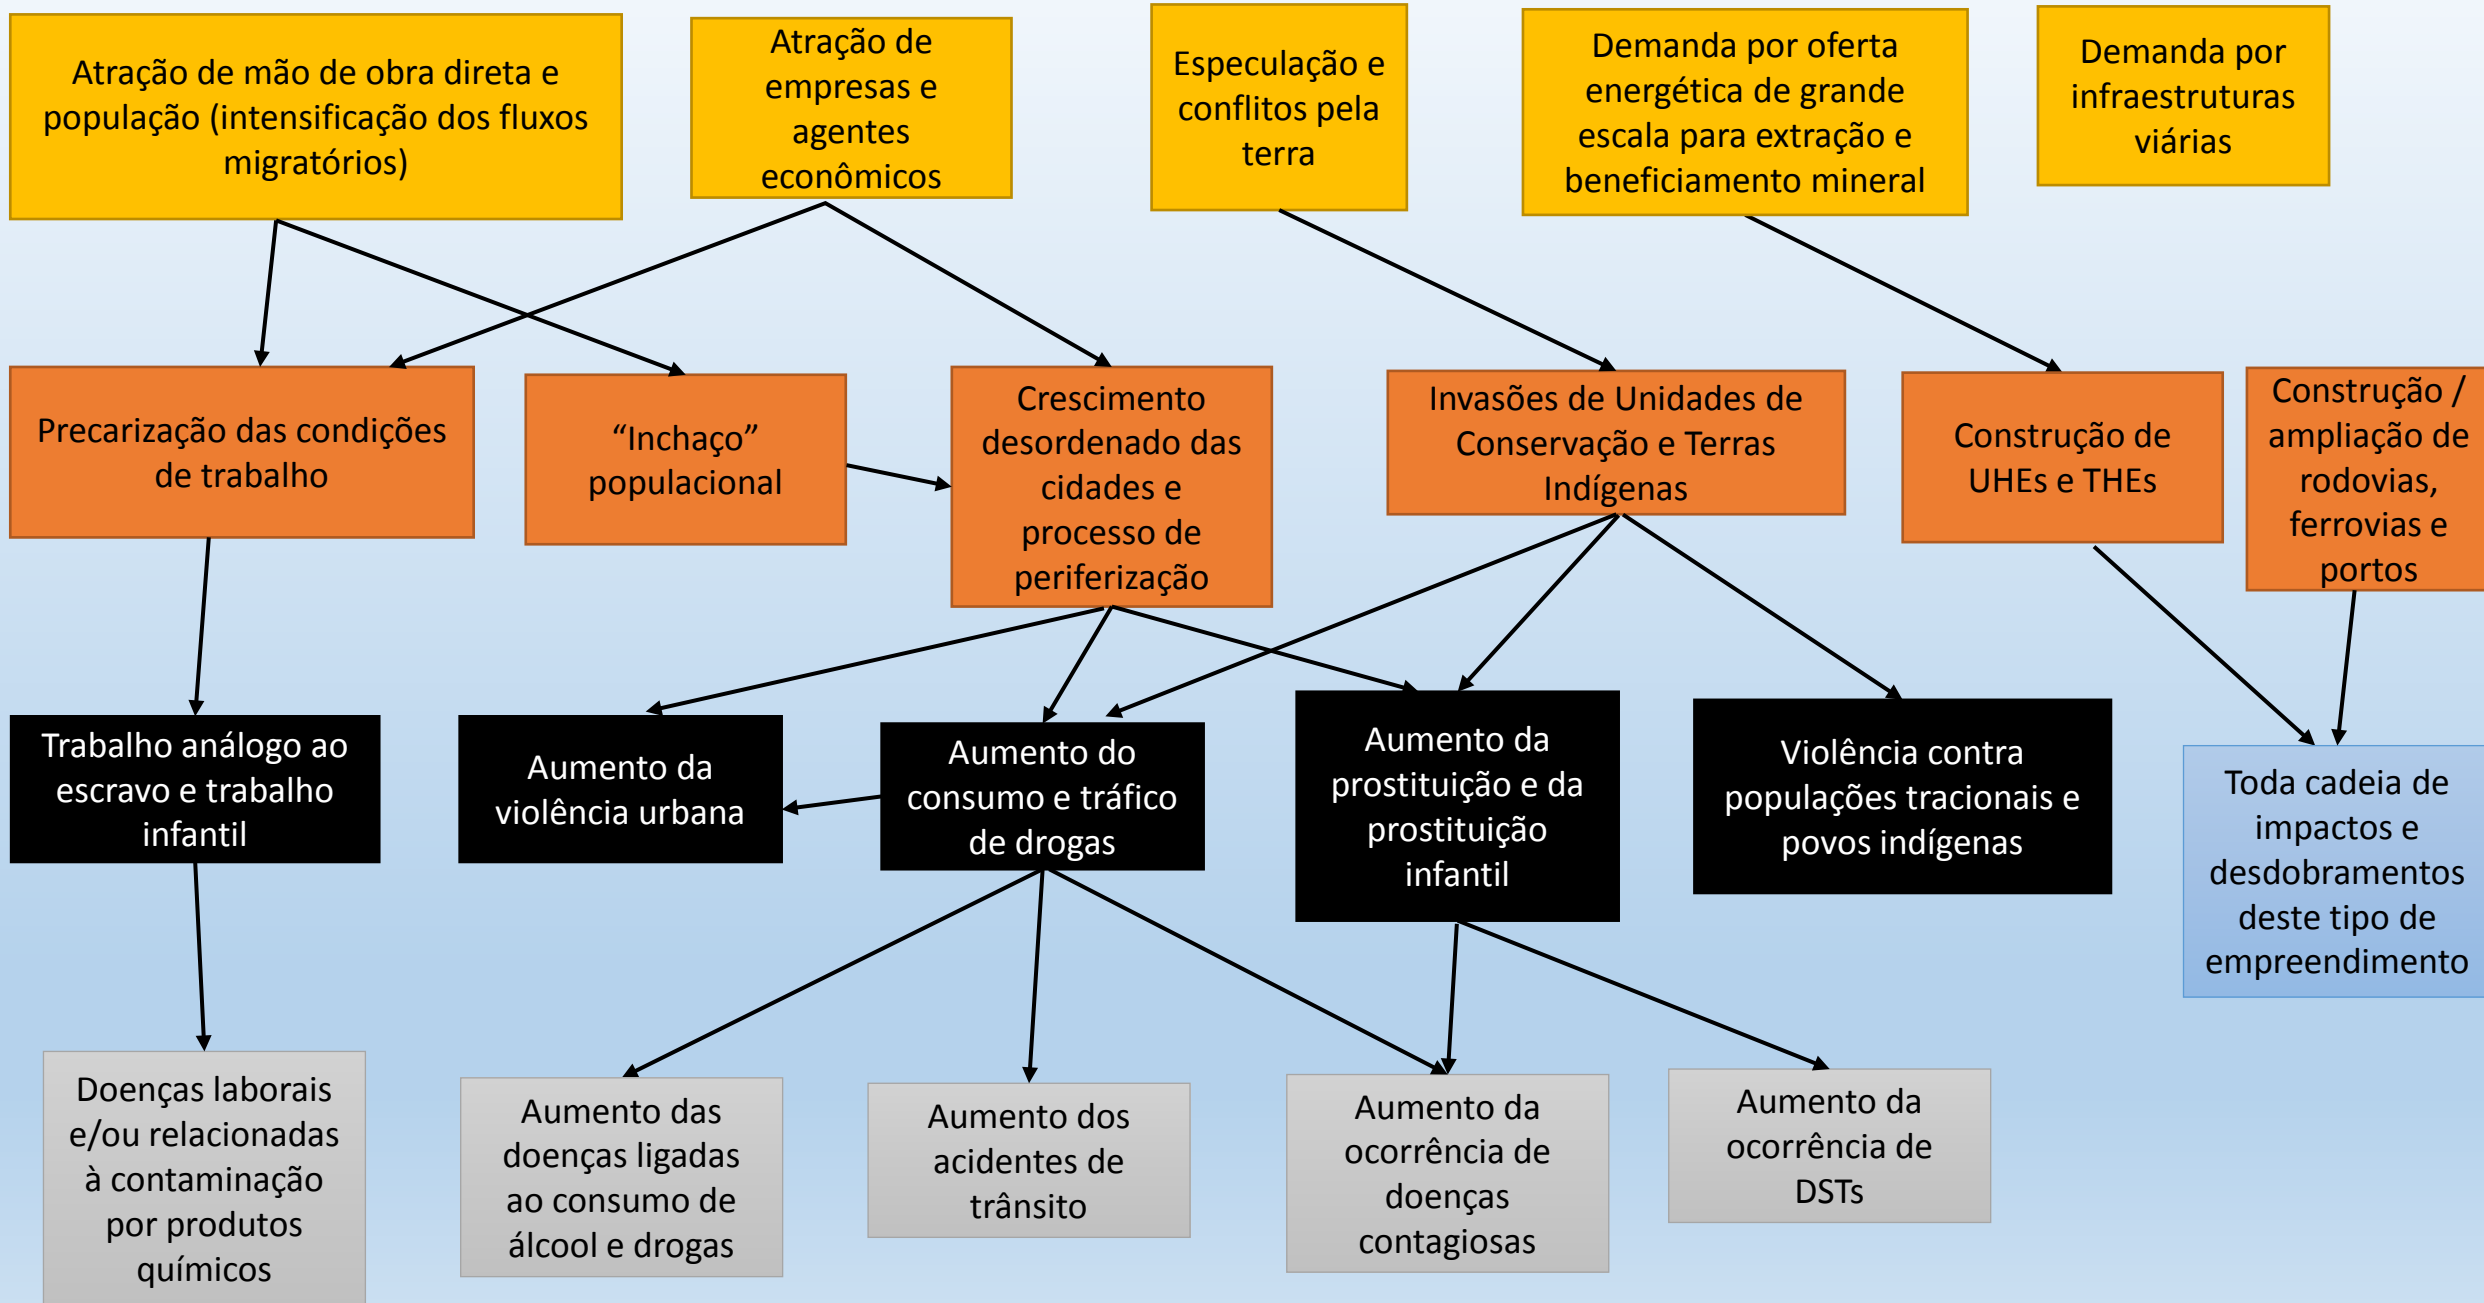 Atração de mão de obra direta e
população (intensificação dos fluxos
migratórios)
Atração de
empresas e
agentes
econômicos
Especulação e
conflitos pela
terra
Demanda por oferta
energética de grande
escala para extração e
beneficiamento mineral
Demanda por
infraestruturas
viárias
Precarização das condições
de trabalho
“Inchaço”
populacional
Crescimento
desordenado das
cidades e
processo de
periferização
Invasões de Unidades de
Conservação e Terras
Indígenas
Construção de
UHEs e THEs
Construção /
ampliação de
rodovias,
ferrovias e
portos
Trabalho análogo ao
escravo e trabalho
infantil
Aumento da
violência urbana
Aumento do
consumo e tráfico
de drogas
Aumento da
prostituição e da
prostituição
infantil
Violência contra
populações tracionais e
povos indígenas
Toda cadeia de
impactos e
desdobramentos
deste tipo de
empreendimento
Doenças laborais
e/ou relacionadas
à contaminação
por produtos
químicos
Aumento das
doenças ligadas
ao consumo de
álcool e drogas
Aumento dos
acidentes de
trânsito
Aumento da
ocorrência de
doenças
contagiosas
Aumento da
ocorrência de
DSTs